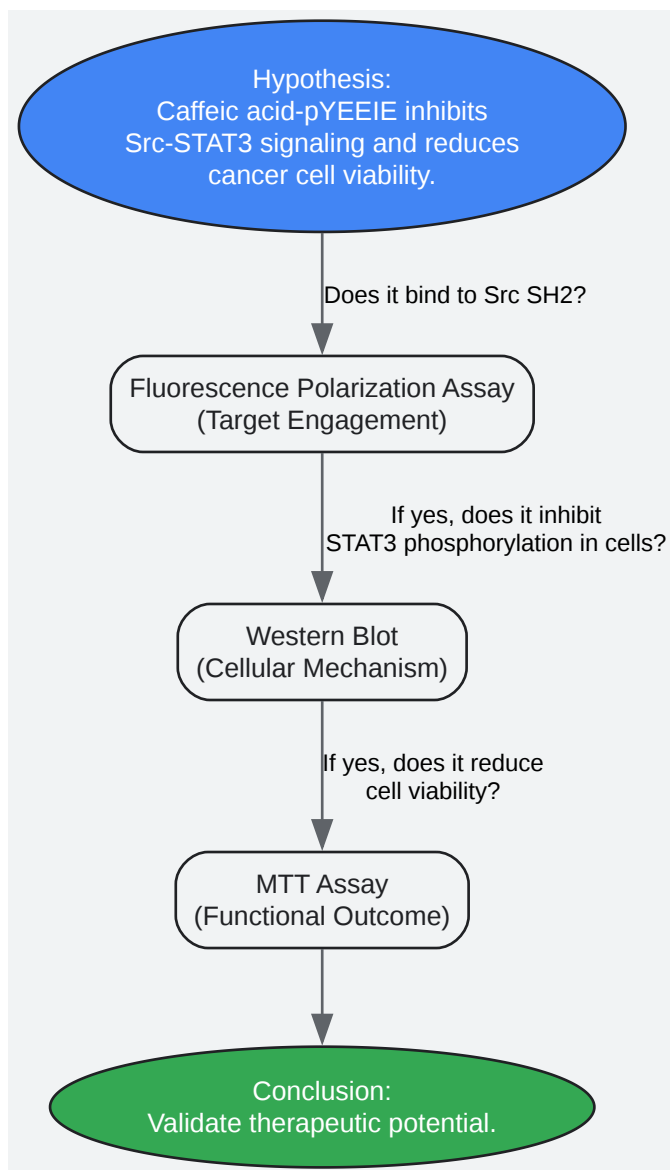 Hypothesis:
Caffeic acid-pYEEIE inhibits
Src-STAT3 signaling and reduces
cancer cell viability.
Does it bind to Src SH2?
Fluorescence Polarization Assay
(Target Engagement)
If yes, does it inhibit
STAT3 phosphorylation in cells?
Western Blot
(Cellular Mechanism)
If yes, does it reduce
cell viability?
MTT Assay
(Functional Outcome)
Conclusion:
Validate therapeutic potential.